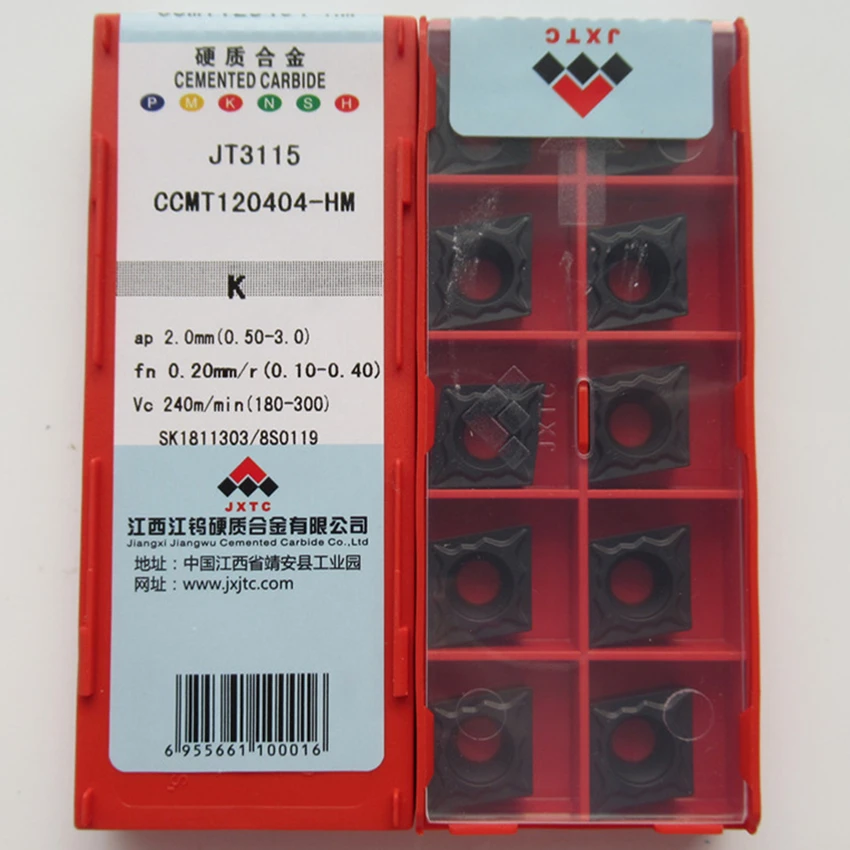 CCMT120404-HM
硬质合金
CEMENTED CARBIDE
P M K N S H
JT3115
CCMT120404-HM
K
ap 2.0mm(0.50-3.0)
fn 0.20mm/r(0.10-0.40)
Vc 240m/min(180-300)
SK1811303/8S0119
JXTC
江西江钨硬质合金有限公司
Jiangxi Jiangwu Cemented Carbide Co.,Ltd
地址：中国江西省靖安县工业园
网址：www.jxjtc.com
6 955661 100016
JXTC
JXTC